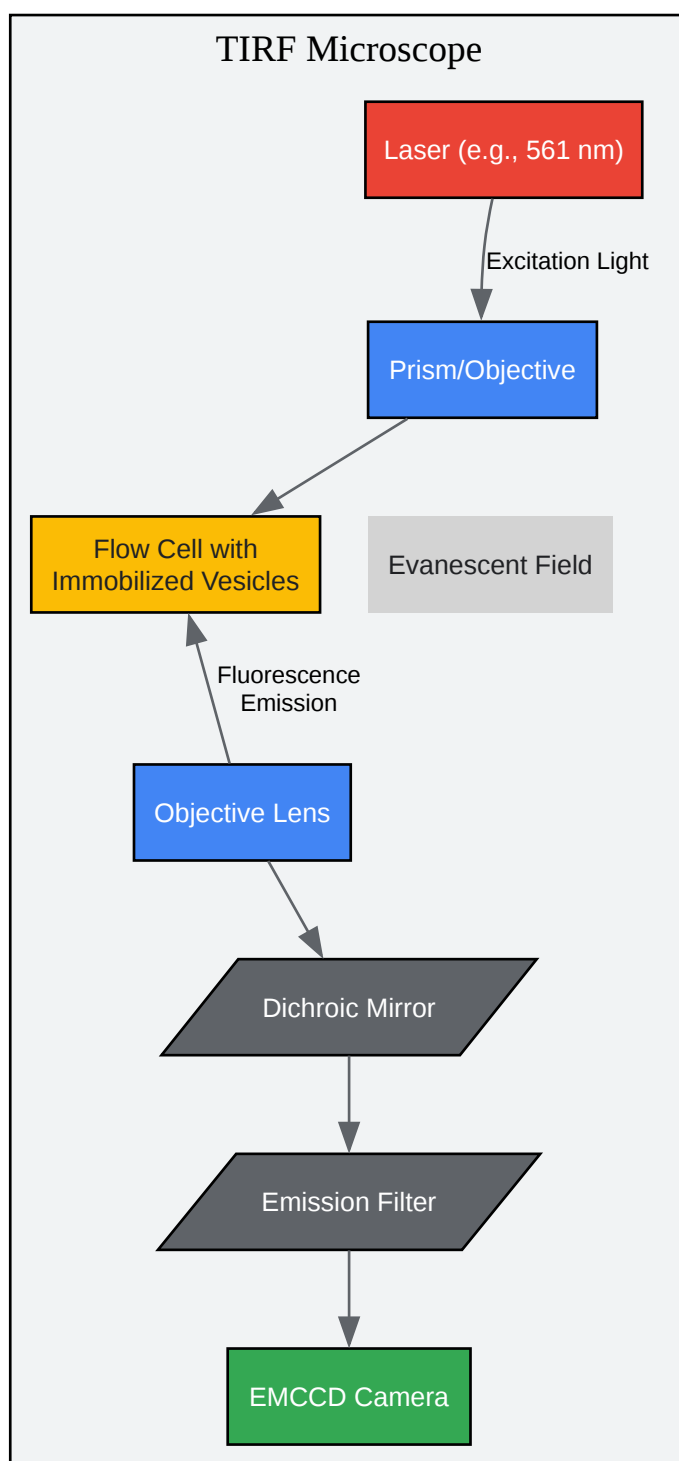 TIRF Microscope
Laser (e.g., 561 nm)
Excitation Light
Prism/Objective
Flow Cell with
Immobilized Vesicles
Evanescent Field
Fluorescence
Emission
Objective Lens
Dichroic Mirror
Emission Filter
EMCCD Camera